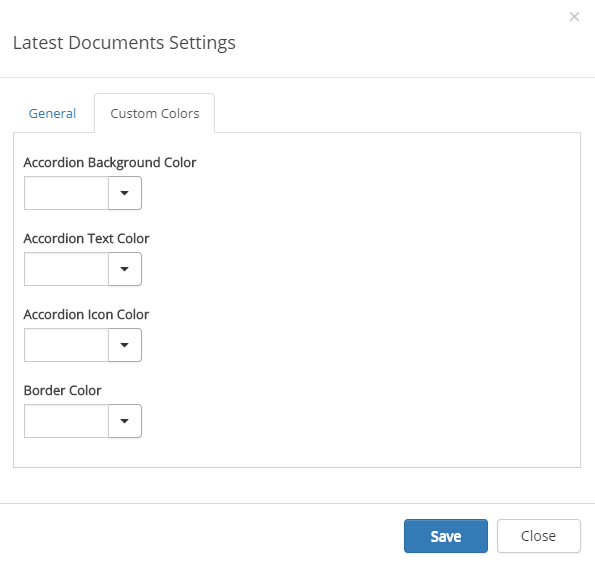 ×
Latest Documents Settings
General Custom Colors
Accordion Background Color
Accordion Text Color
Accordion Icon Color
Border Color
Save Close